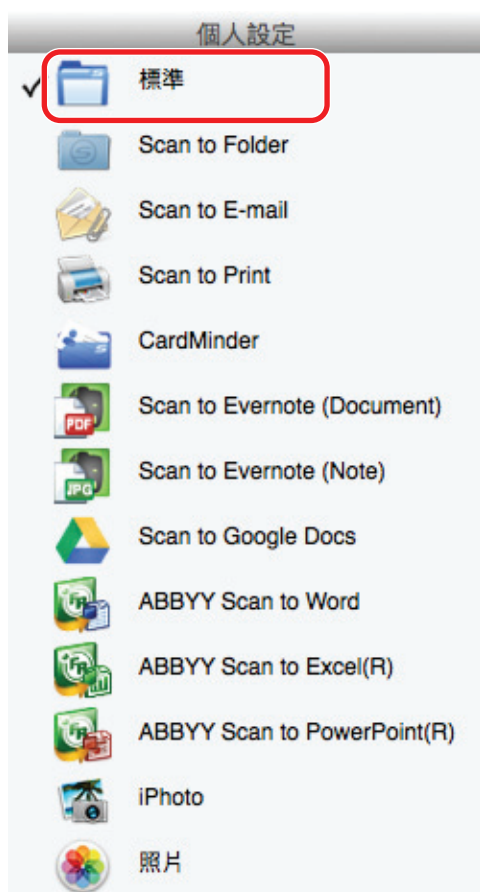 個人設定
標準
Scan to Folder
Scan to E-mail
Scan to Print
CardMinder
Scan to Evernote (Document)
Scan to Evernote (Note)
Scan to Google Docs
ABBYY Scan to Word
ABBYY Scan to Excel(R)
ABBYY Scan to PowerPoint(R)
iPhoto
照片